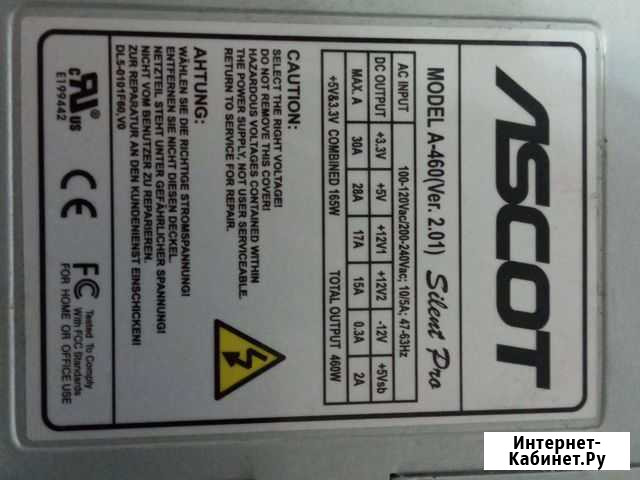 ASCOT
MODEL A-460(Ver. 2.01) Silent Pro
AC INPUT 100-120Vac/200-240Vac; 10/5A; 47-63Hz
DC OUTPUT +3.3V +5V +12V1 +12V2 -12V +5Vsb
MAX. A 30A 28A 17A 15A 0.3A 2A
+5V&3.3V COMBINED 165W TOTAL OUTPUT 460W
CAUTION:
SELECT THE RIGHT VOLTAGE!
DO NOT REMOVE THIS COVER!
HAZARDOUS VOLTAGES CONTAINED WITHIN
THE POWER SUPPLY, NOT USER SERVICEABLE.
RETURN TO SERVICE FOR REPAIR.
AHTUNG:
WÄHLEN SIE DIE RICHTIGE STROMSPANNUNG!
ENTFERNEN SIE NICHT DIESEN DECKEL.
NETZTEIL STEHT UNTER GEFÄHRLICHER SPANNUNG!
NICHT VOM BENUTZER ZU REPARIEREN.
ZUR REPARATUR AN DEN KUNDENIENST EINSCHICKEN!
DLS-0101F60,V0
c RU US
E199442
CE
FC Tested To Comply
With FCC Standards
FOR HOME OR OFFICE USE
Интернет-
Кабинет.Ру